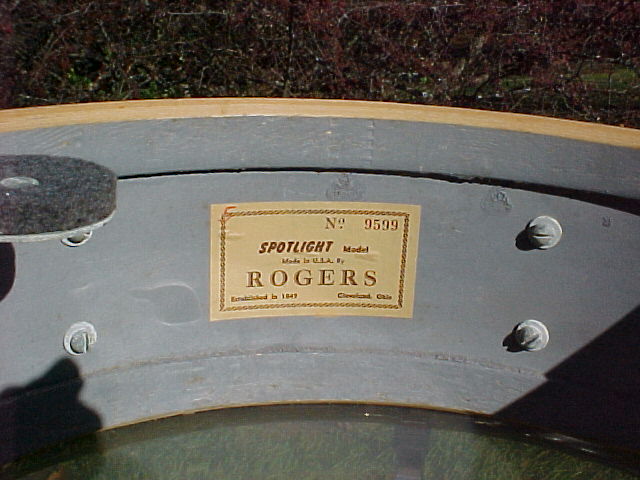 Nº 9599
SPOTLIGHT Model
Made in U.S.A. By
ROGERS
Established in 1849 Cleveland, Ohio